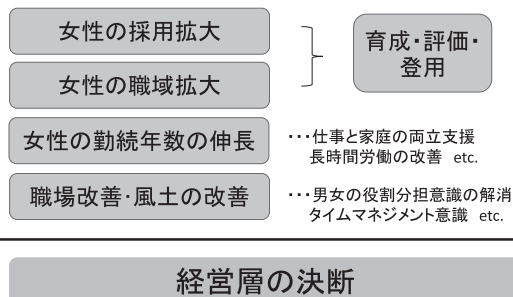 女性の採用拡大
女性の職域拡大
育成・評価・
登用
女性の勤続年数の伸長
・・・仕事と家庭の両立支援
長時間労働の改善 etc.
職場改善・風土の改善
・・・男女の役割分担意識の解消
タイムマネジメント意識 etc.
経営層の決断